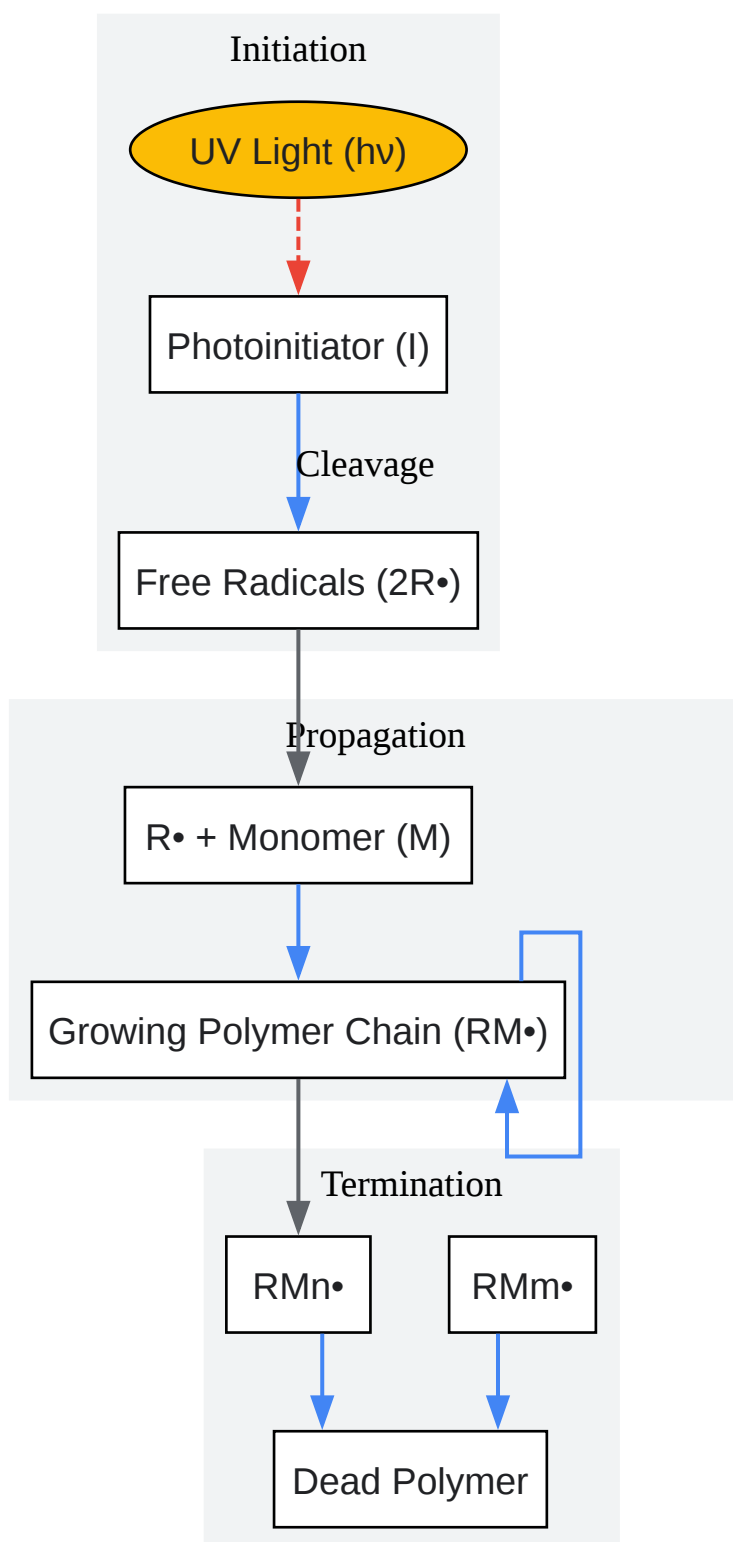 Initiation
UV Light (hν)
Photoinitiator (I)
Cleavage
Free Radicals (2R•)
Propagation
R• + Monomer (M)
Growing Polymer Chain (RM•)
Termination
RMn•
RMm•
Dead Polymer